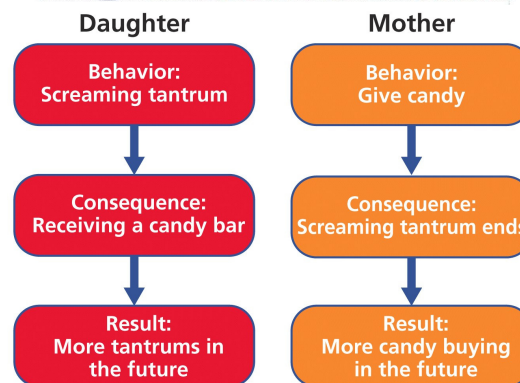 Daughter
Behavior:
Screaming tantrum
Consequence:
Receiving a candy bar
Result:
More tantrums in
the future
Mother
Behavior:
Give candy
Consequence:
Screaming tantrum ends
Result:
More candy buying
in the future